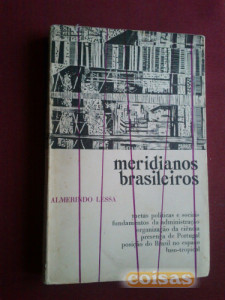 meridianos
brasileiros
ALMERINDO LESSA
metas políticas e sociais
fundamentos da administração
organização da ciência
presença de Portugal
posição do Brasil no espaço
luso-tropical
coisas